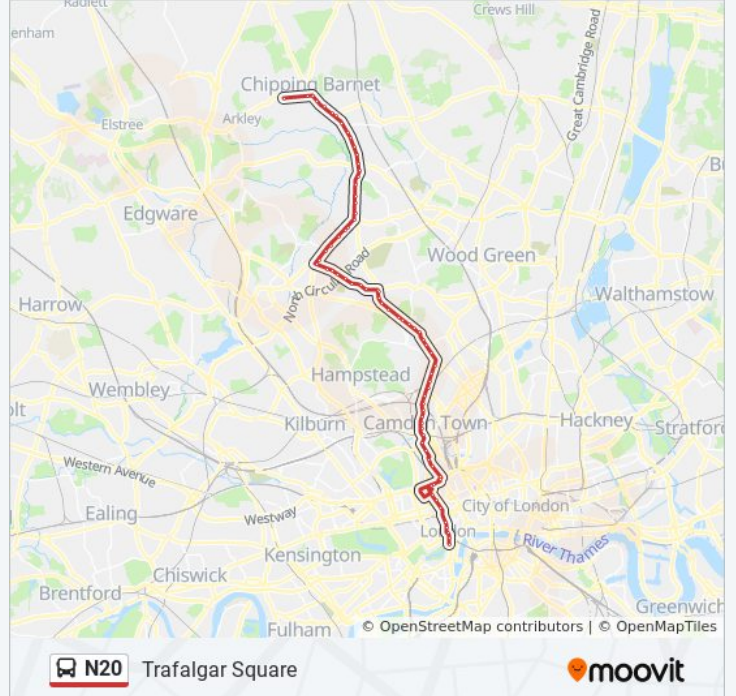 Radlett
Crews Hill
enham
Chipping Barnet
Great Cambridge Road
Elstree
Arkley
Bu
Edgware
Wood Green
North Circular Road
Harrow
Walthamstow
Hampstead
Wembley
olt
Kilburn
Camden Town
Hackney
Stratford
Western Avenue
City of London
Ealing
Westway
London
River Thames
Kensington
Chiswick
Brentford
Greenwich
Fulham
© OpenStreetMap contributors | © OpenMapTiles
N20 Trafalgar Square
moovit